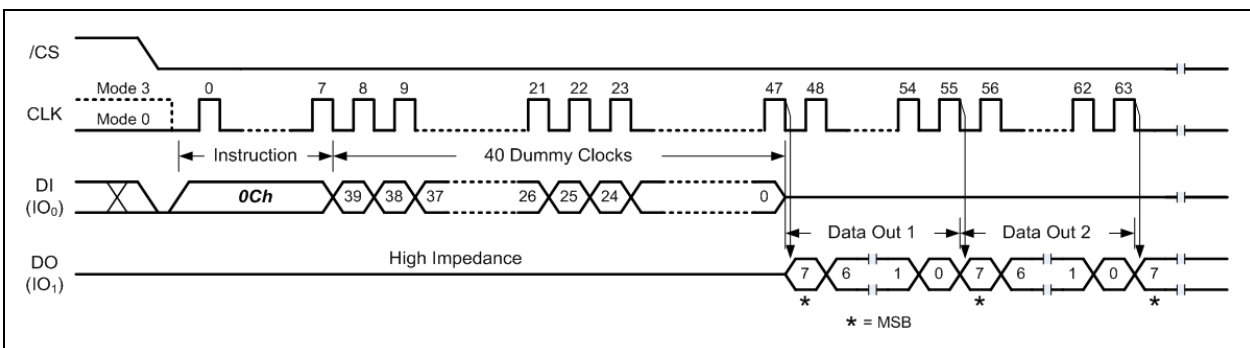 /CS
Mode 3 0 7 8 9 21 22 23 47 48 54 55 56 62 63
CLK
Mode 0
Instruction 40 Dummy Clocks
DI
(IO₀)
0Ch 39 38 37 26 25 24 0
Data Out 1 Data Out 2
High Impedance
DO
(IO₁)
7 6 1 0 7 6 1 0 7
* * *
* = MSB